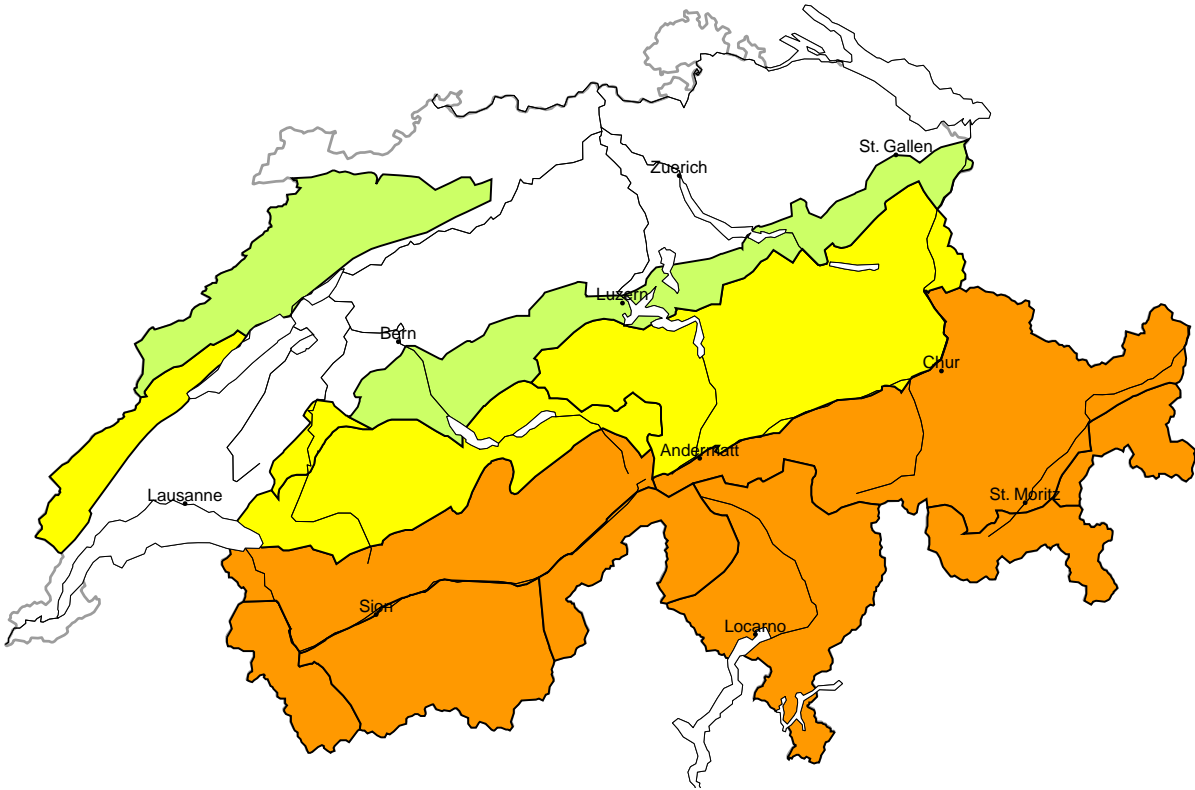 St. Gallen
Zuerich
Luzern
Bern
Chur
Andermatt
Lausanne
St. Moritz
Sion
Locarno